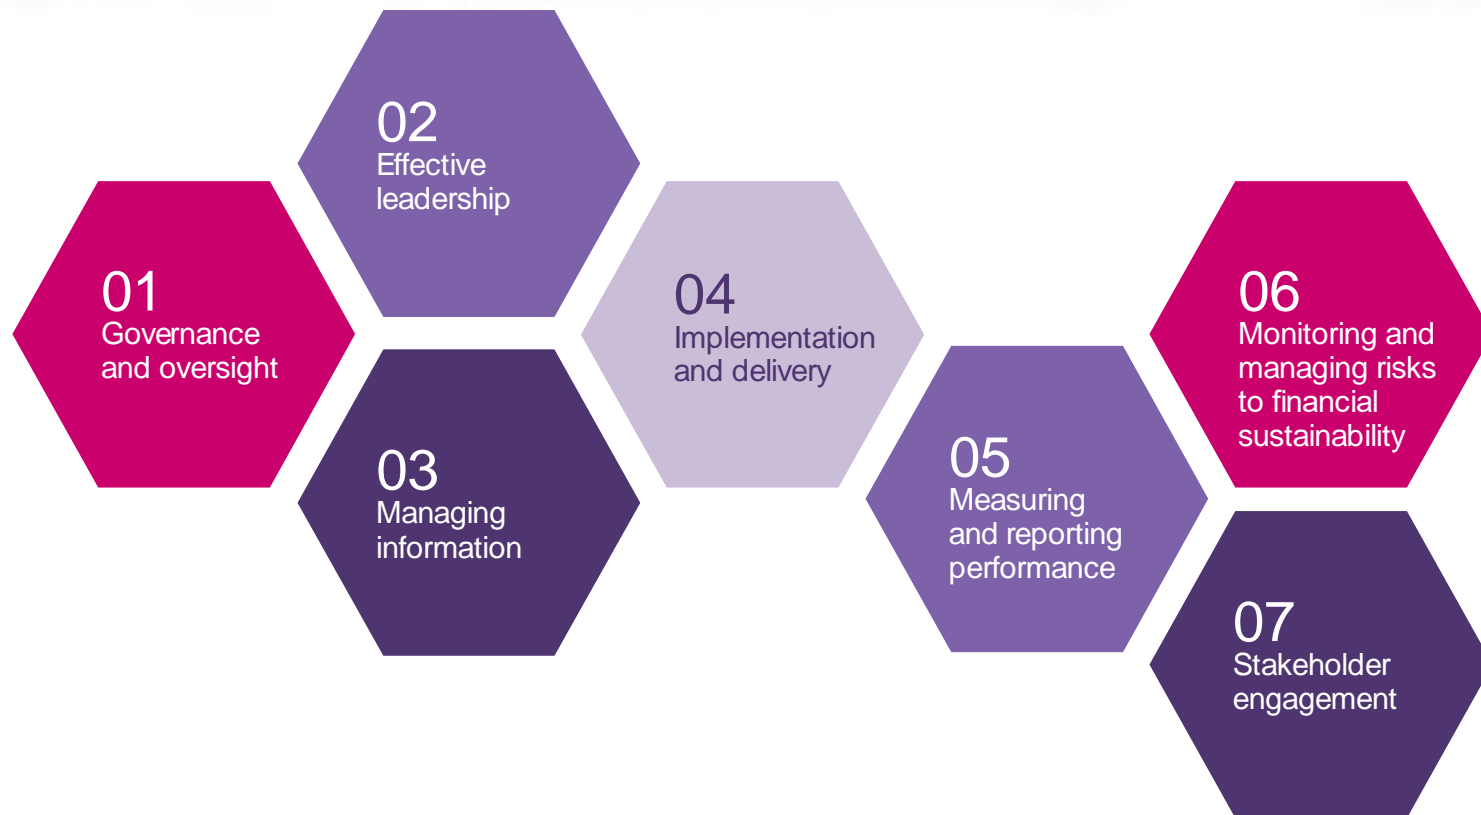 01
Governance
and oversight
02
Effective
leadership
03
Managing
information
04
Implementation
and delivery
05
Measuring
and reporting
performance
06
Monitoring and
managing risks
to financial
sustainability
07
Stakeholder
engagement